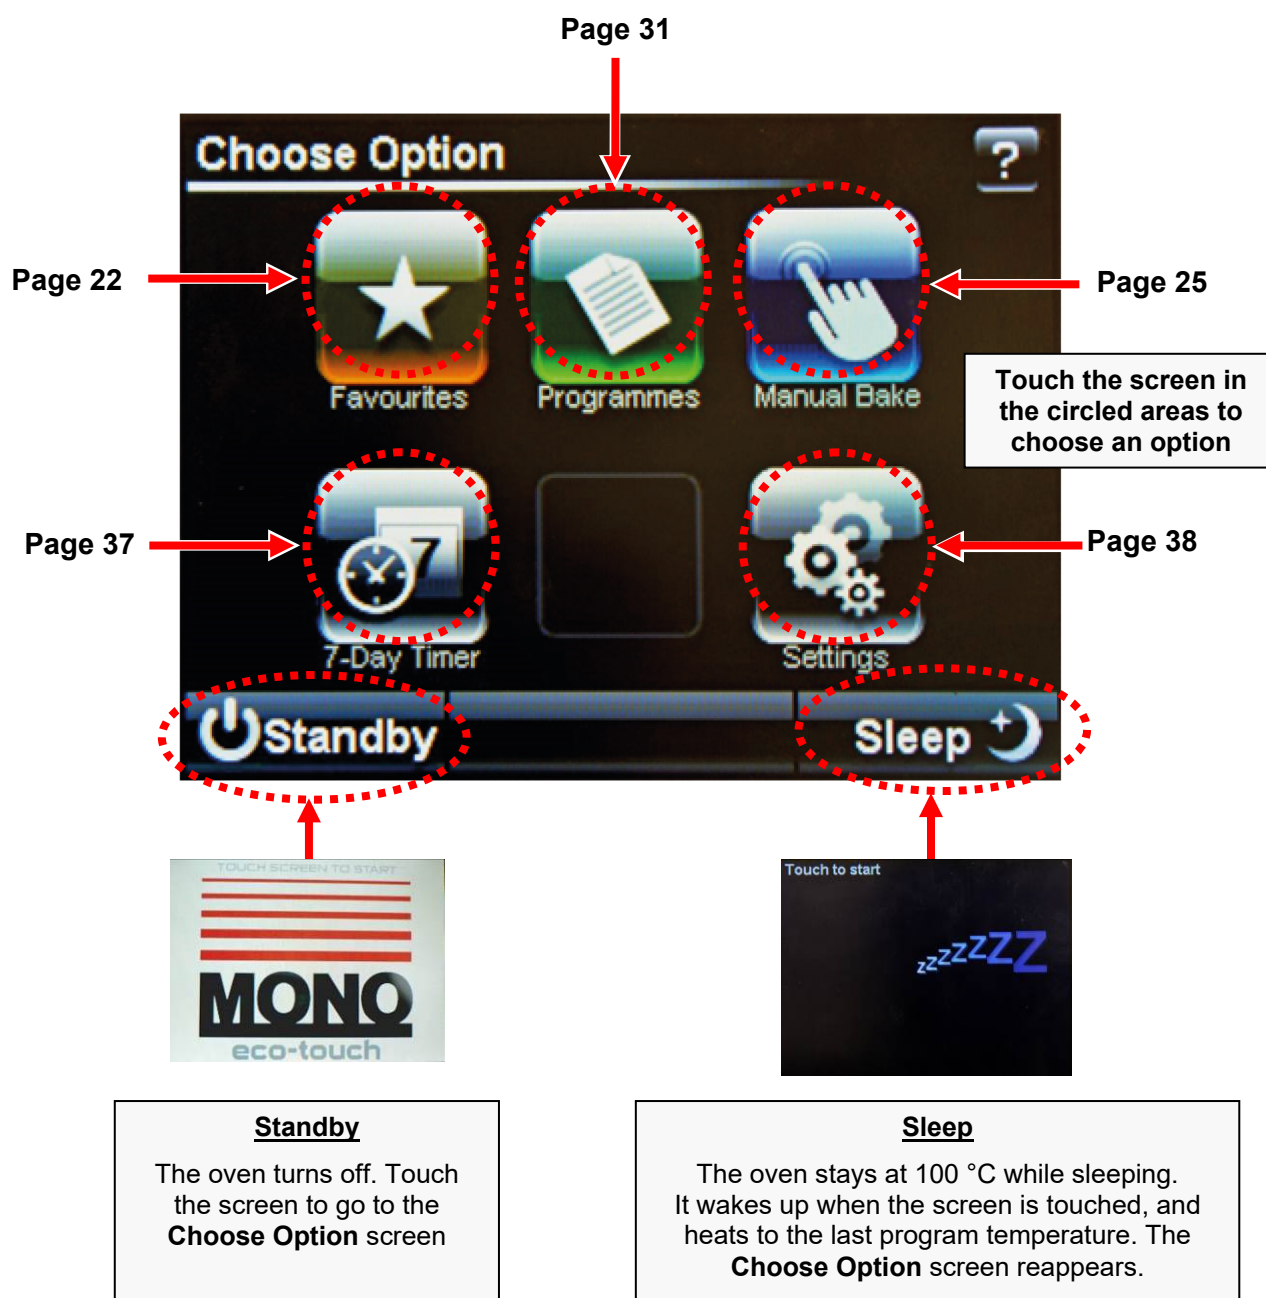 Page 31
Choose Option
?
Page 22
Page 25
Favourites
Programmes
Manual Bake
Touch the screen in
the circled areas to
choose an option
7
Page 37
Page 38
7-Day Timer
Settings
Standby
Sleep
TOUCH SCREEN TO START
MONO
eco-touch
Touch to start
zzzzzzz
Standby
The oven turns off. Touch
the screen to go to the
Choose Option screen
Sleep
The oven stays at 100 °C while sleeping.
It wakes up when the screen is touched, and
heats to the last program temperature. The
Choose Option screen reappears.